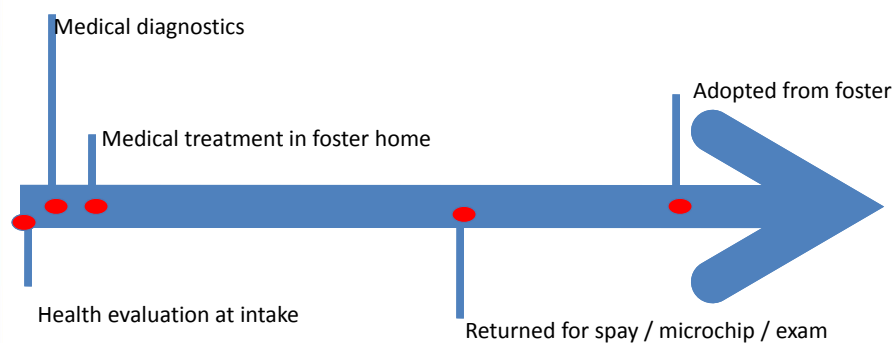 Medical diagnostics
Adopted from foster
Medical treatment in foster home
Health evaluation at intake
Returned for spay / microchip / exam